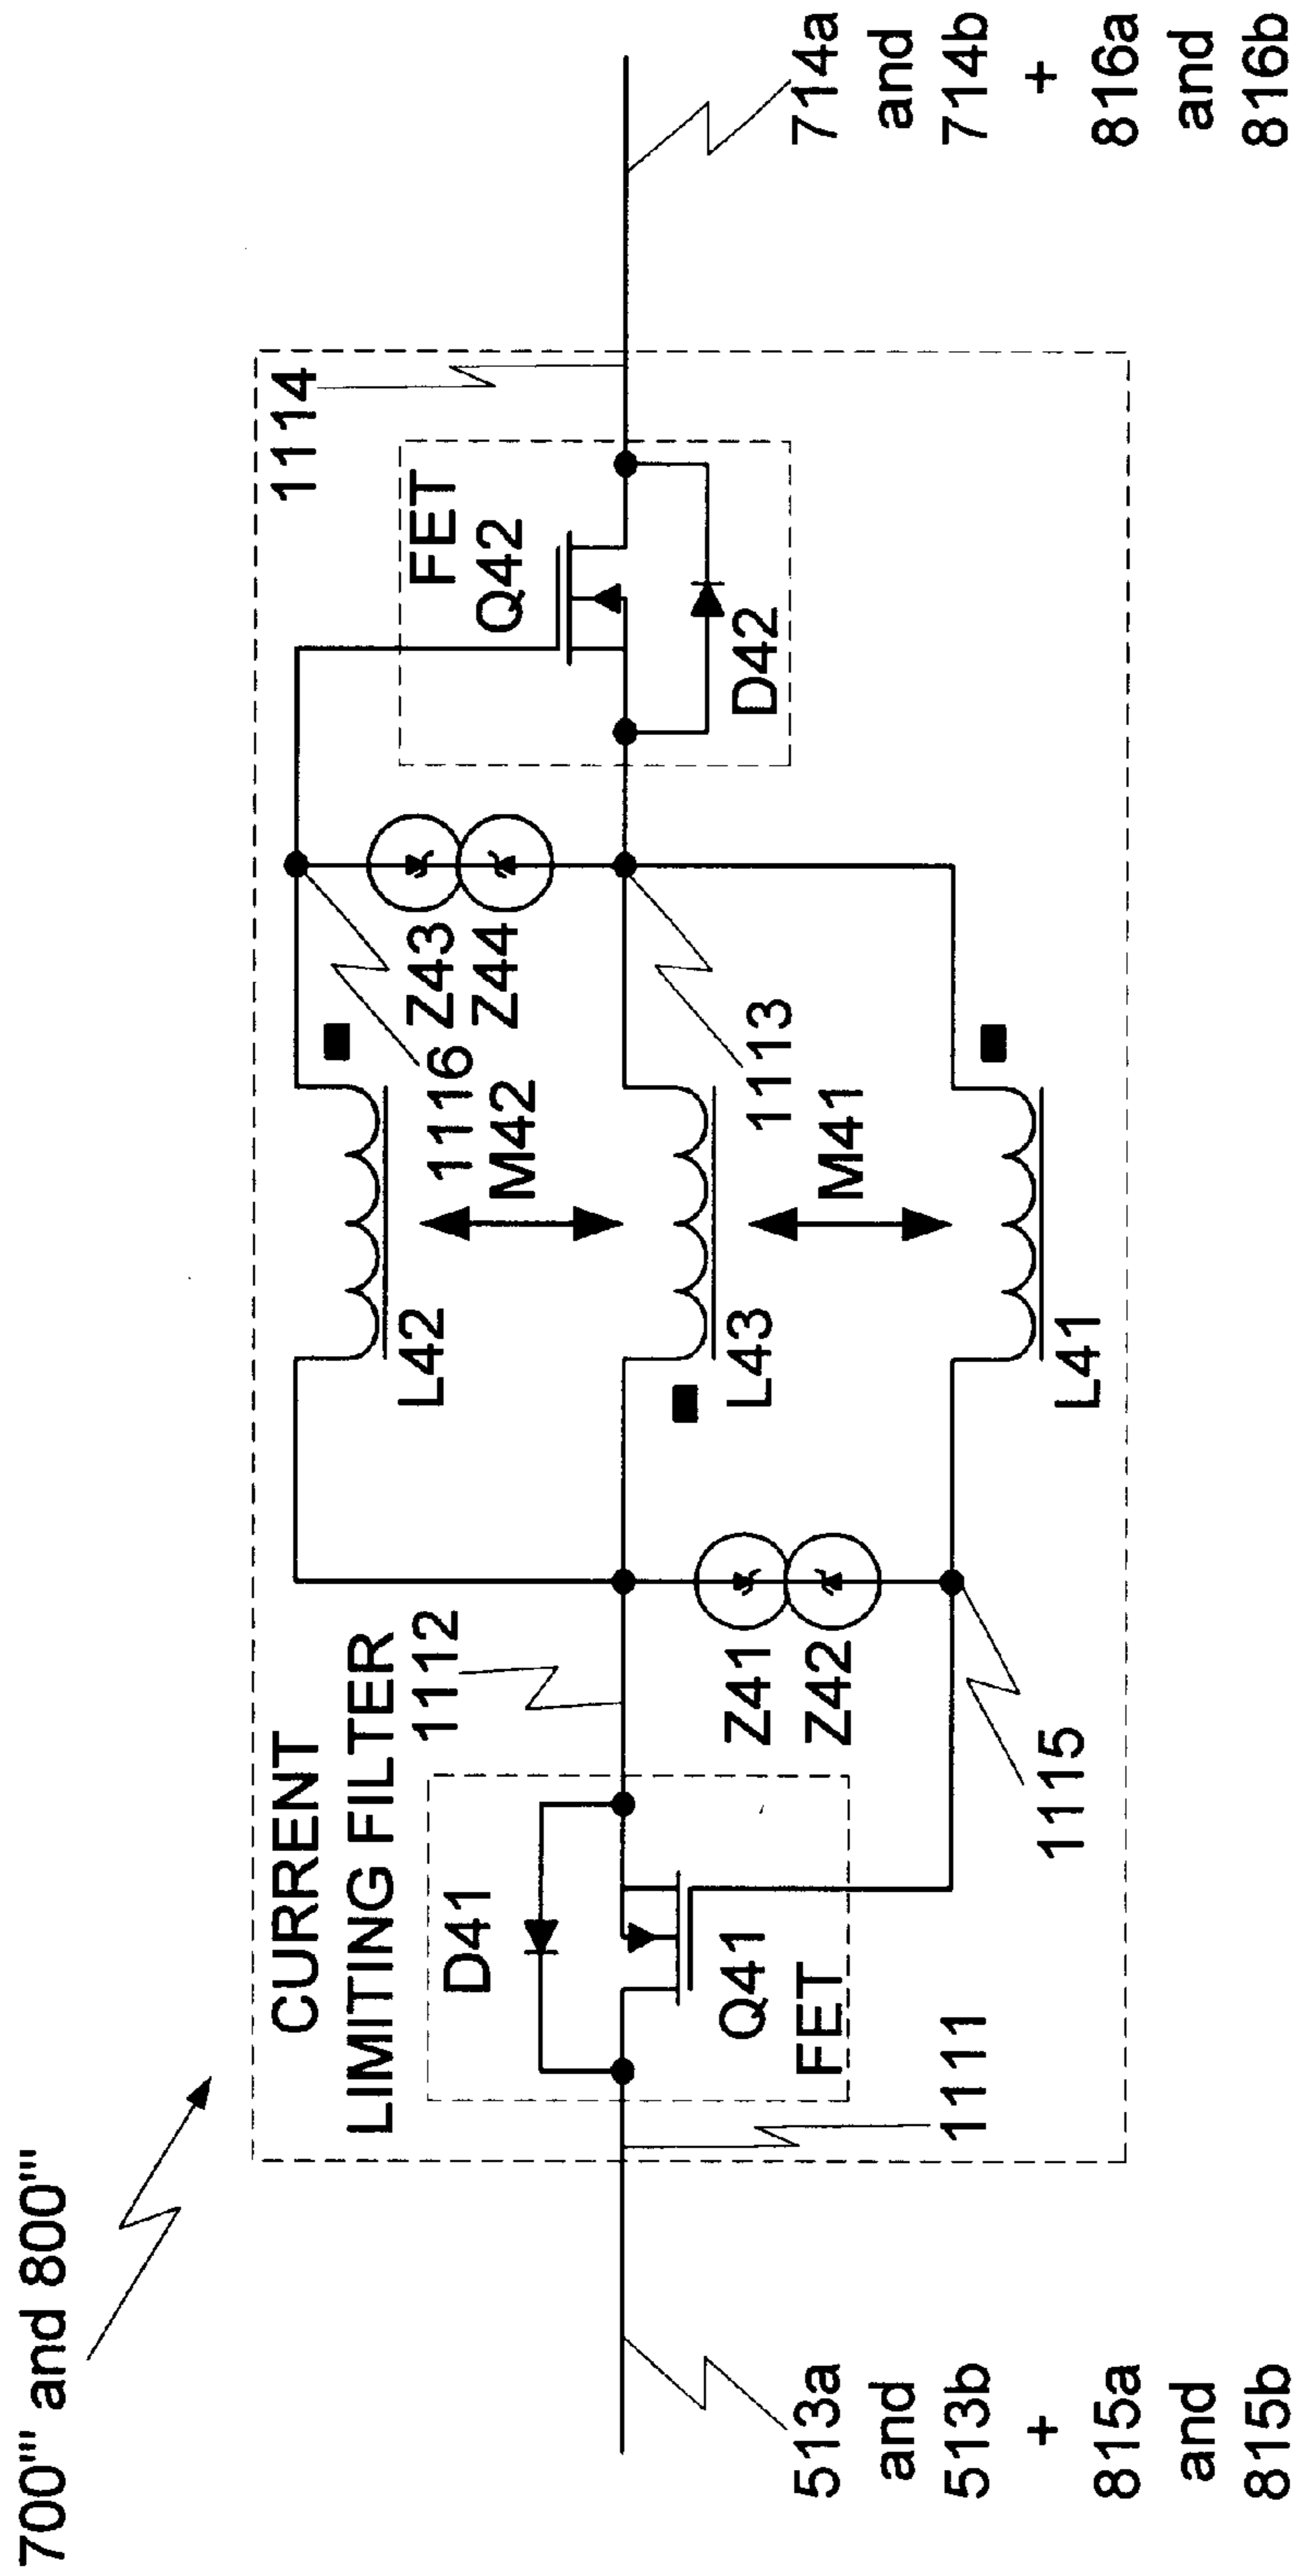 700''' and 800'''
CURRENT
LIMITING FILTER
1114
FET
Q42
D42
Z43
Z44
1116
M42
L42
1113
M41
L43
L41
1112
Z41
Z42
1115
D41
Q41
FET
1111
513a
and
513b
+
815a
and
815b
714a
and
714b
+
816a
and
816b